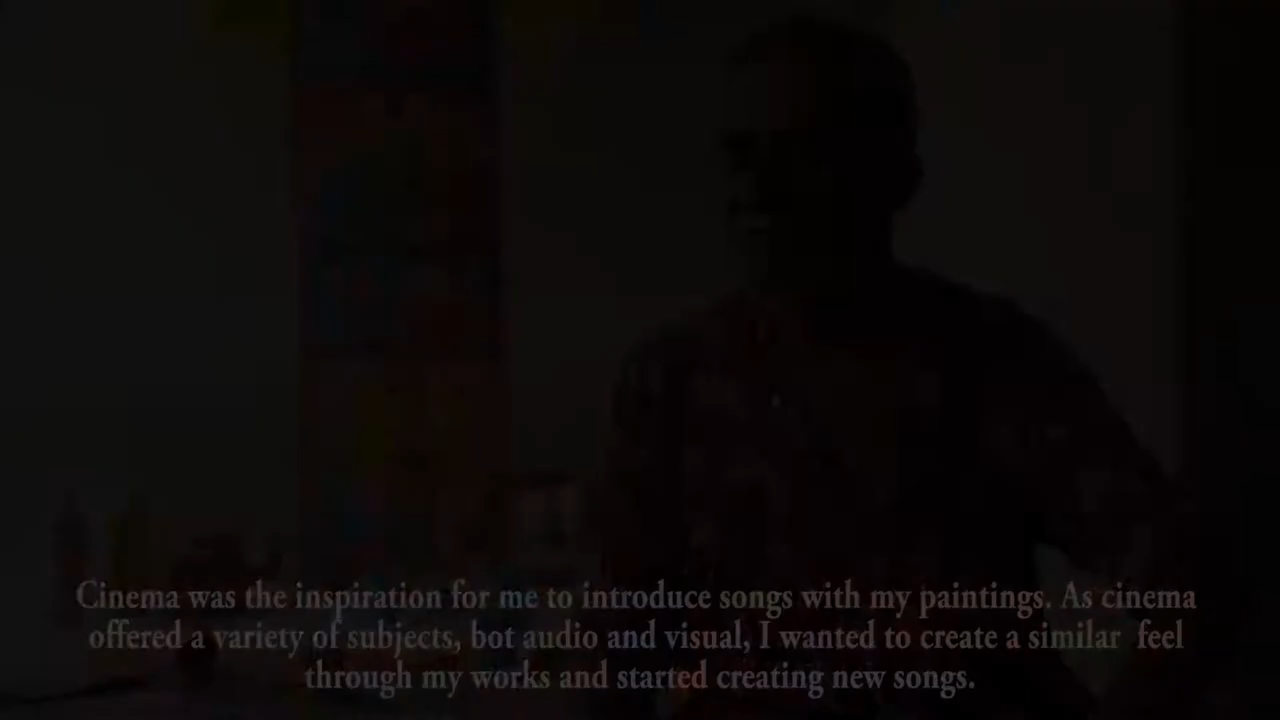 Cinema was the inspiration for me to introduce songs with my paintings. As cinema
offered a variety of subjects, bot audio and visual, I wanted to create a similar feel
through my works and started creating new songs.